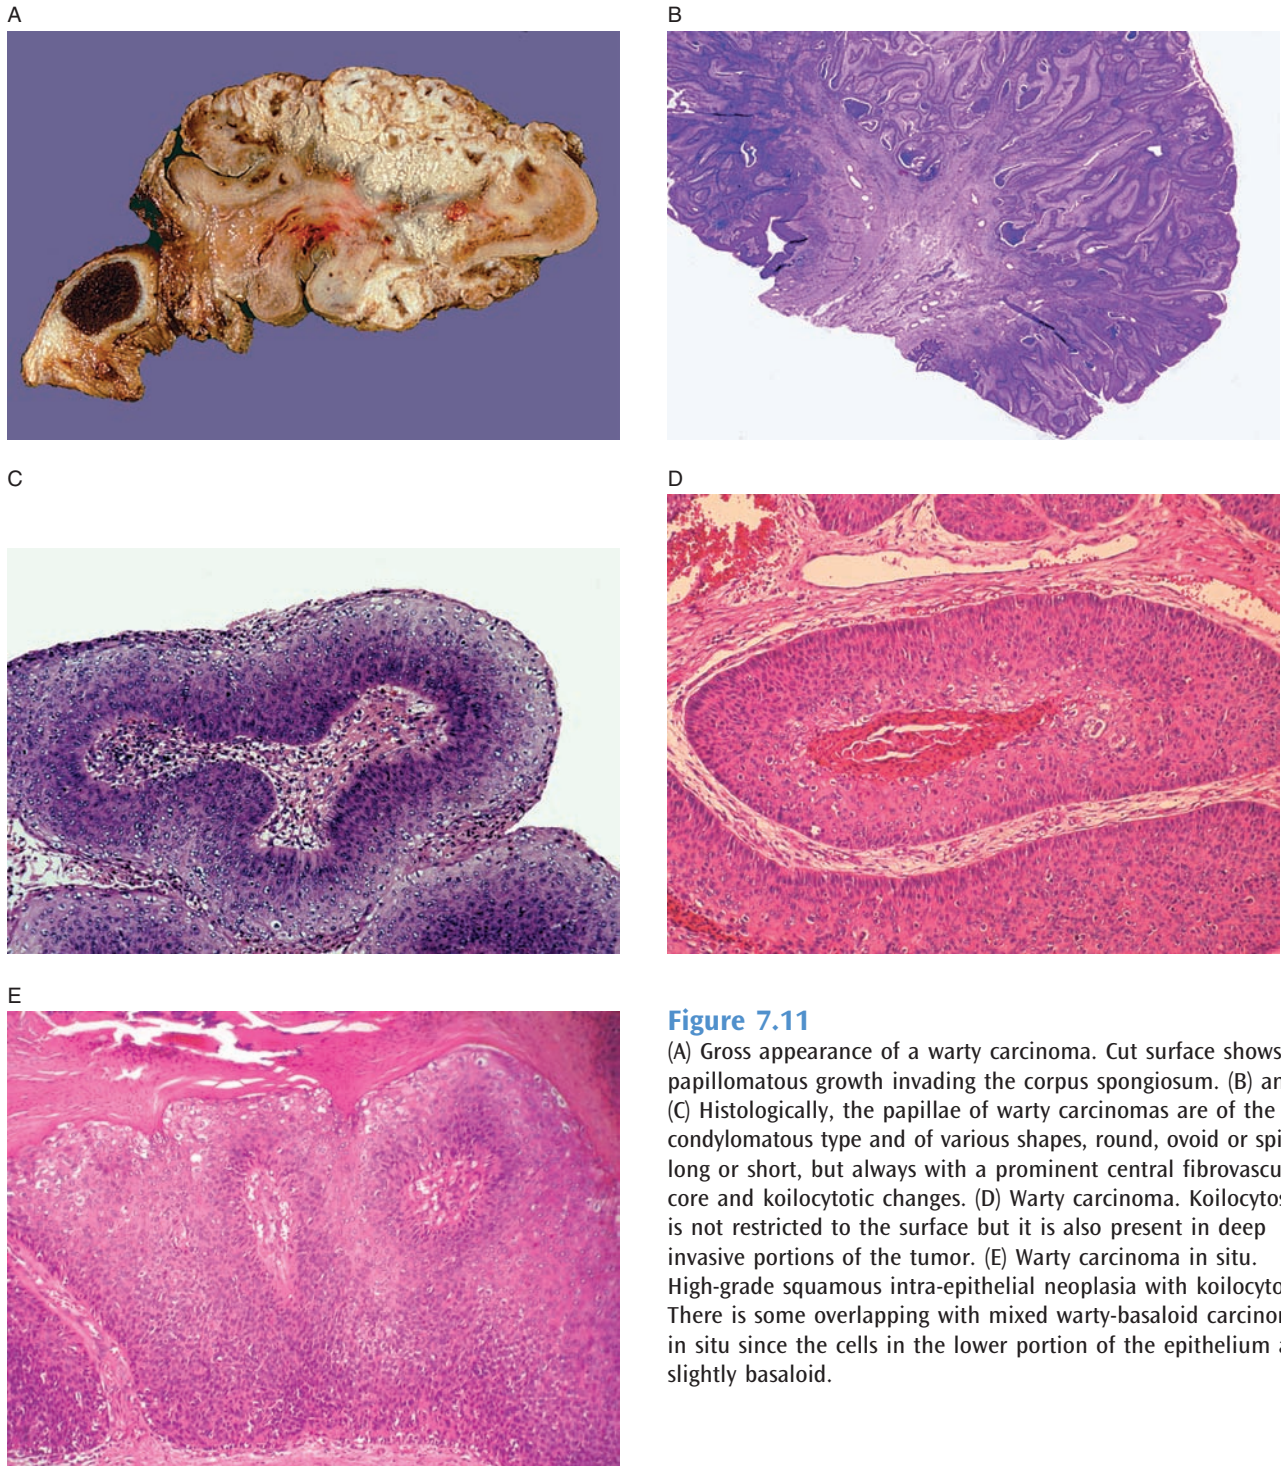 A
B
C
D
E
Figure 7.11
(A) Gross appearance of a warty carcinoma. Cut surface shows
papillomatous growth invading the corpus spongiosum. (B)
(C) Histologically, the papillae of warty carcinomas are of the
condylomatous type and of various shapes, round, ovoid or
long or short, but always with a prominent central
core and koilocytotic changes. (D) Warty carcinoma.
is not restricted to the surface but it is also present in deep
invasive portions of the tumor. (E) Warty carcinoma in situ.
High-grade squamous intra-epithelial neoplasia with
There is some overlapping with mixed warty-basaloid
in situ since the cells in the lower portion of the epithelium
slightly basaloid.